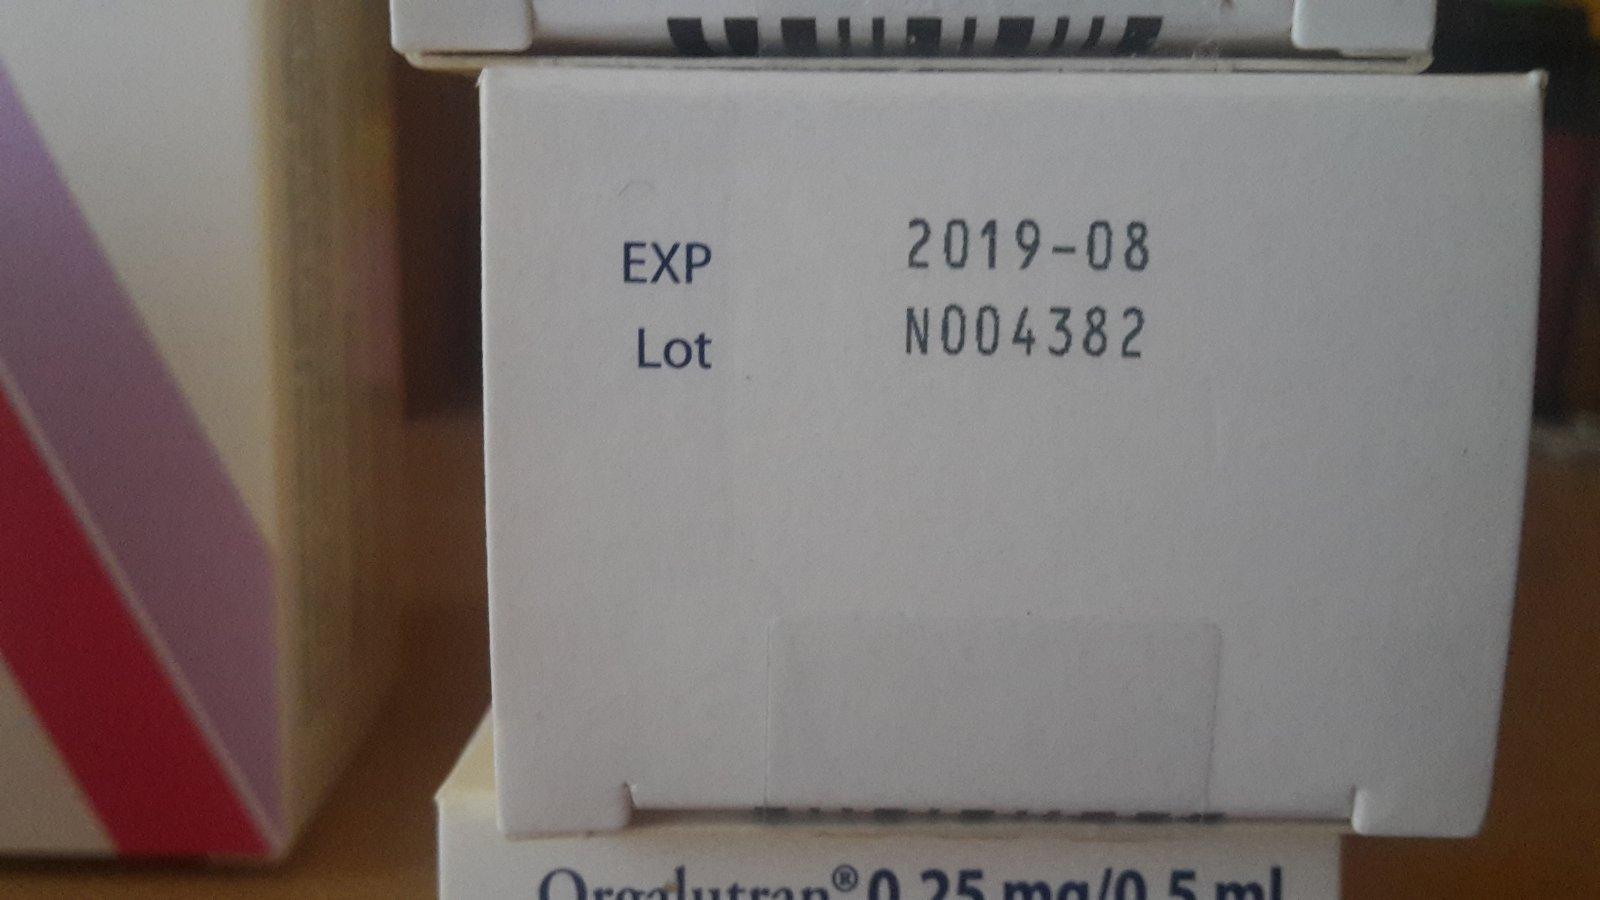 EXP 2019-08
Lot N004382
Orgalutran® 0,25 mg/0,5 ml